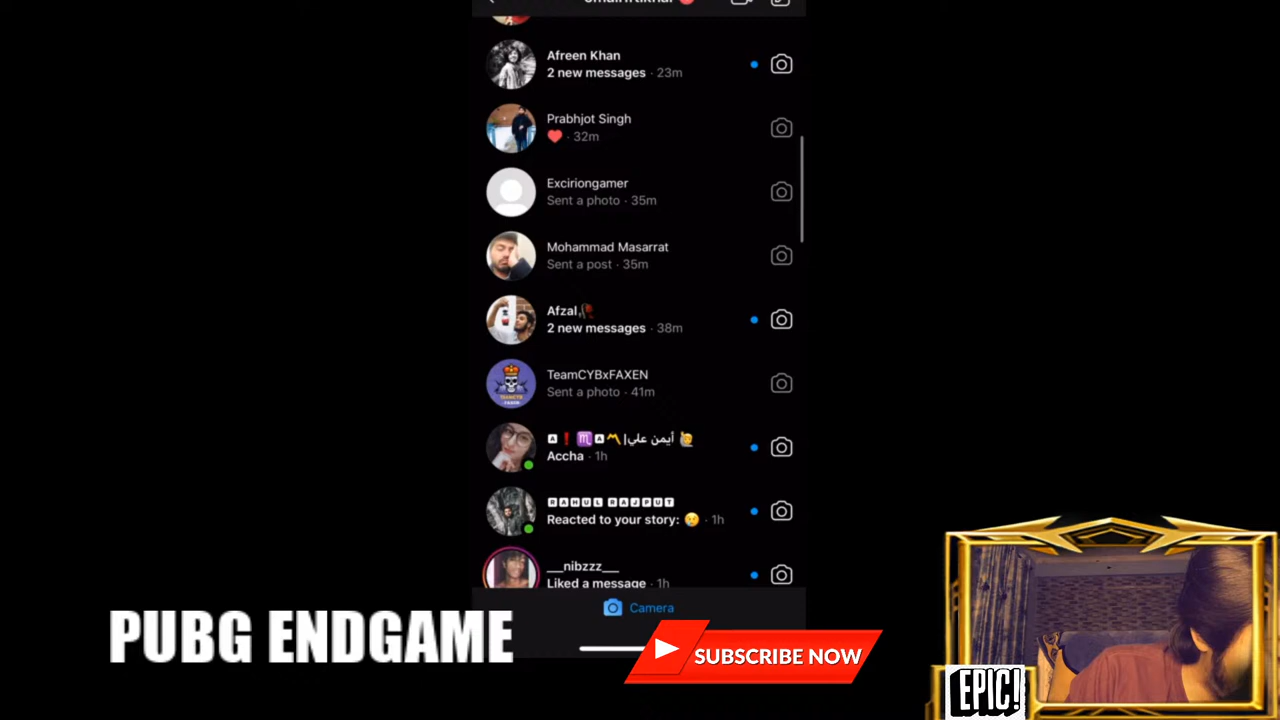 Afreen Khan
2 new messages · 23m
Prabhjot Singh
❤️ · 32m
Exciriongamer
Sent a photo · 35m
Mohammad Masarrat
Sent a post · 35m
Afzal,🥀
2 new messages · 38m
TeamCYBxFAXEN
Sent a photo · 41m
🅰❗♏🅰〽️|أيمن علي 🙋
Accha · 1h
🆁🅰🅷🆄🅻 🆁🅰🅹🅿🆄🆃
Reacted to your story: 😢 · 1h
___nibzzz___
Liked a message · 1h
Camera
PUBG ENDGAME
SUBSCRIBE NOW
EPIC!